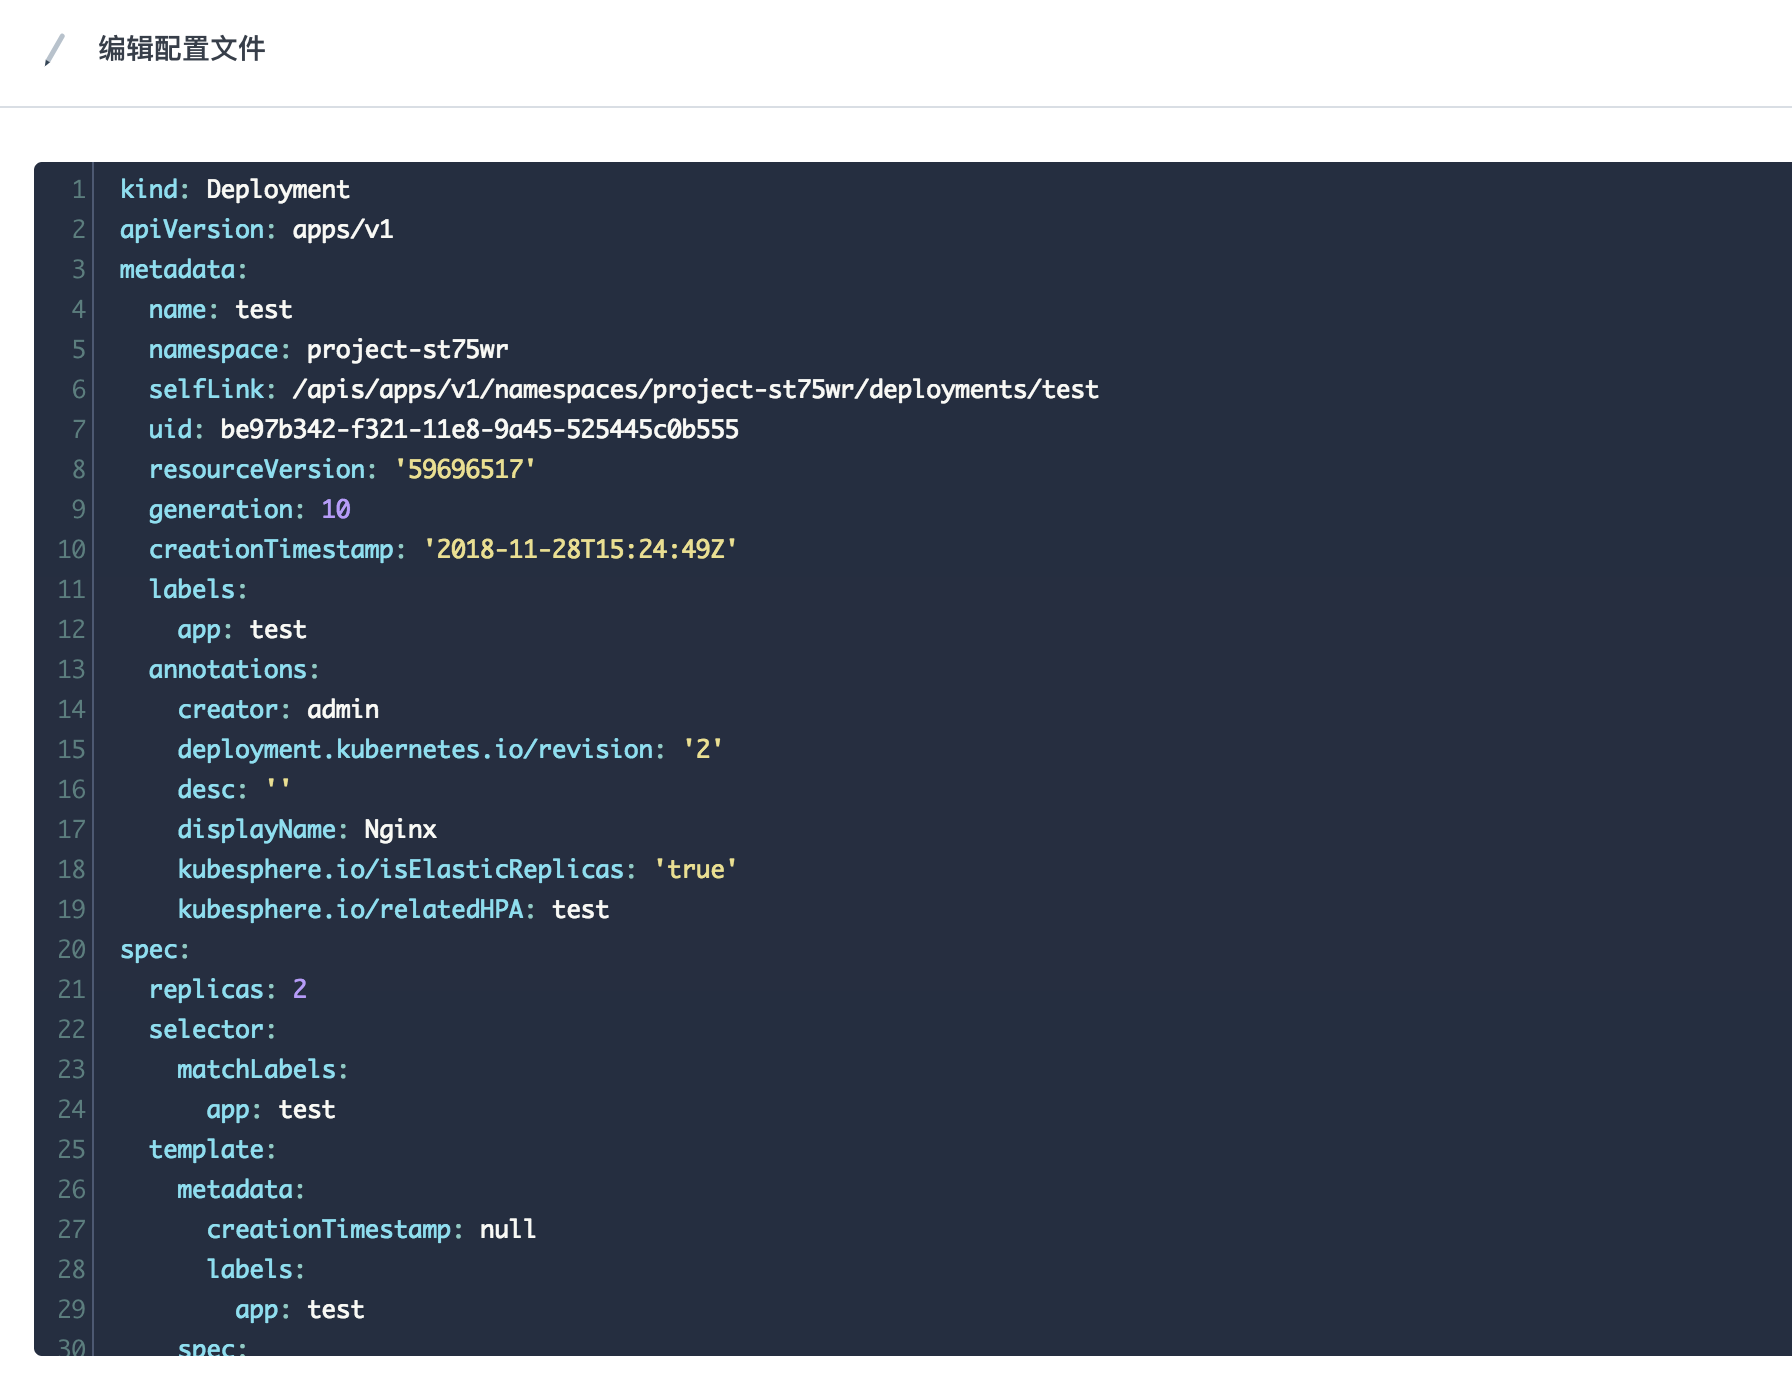 编辑配置文件
1 kind: Deployment
2 apiVersion: apps/v1
3 metadata:
4   name: test
5   namespace: project-st75wr
6   selfLink: /apis/apps/v1/namespaces/project-st75wr/deployments/test
7   uid: be97b342-f321-11e8-9a45-525445c0b555
8   resourceVersion: '59696517'
9   generation: 10
10   creationTimestamp: '2018-11-28T15:24:49Z'
11   labels:
12     app: test
13   annotations:
14     creator: admin
15     deployment.kubernetes.io/revision: '2'
16     desc: ''
17     displayName: Nginx
18     kubesphere.io/isElasticReplicas: 'true'
19     kubesphere.io/relatedHPA: test
20 spec:
21   replicas: 2
22   selector:
23     matchLabels:
24       app: test
25   template:
26     metadata:
27       creationTimestamp: null
28       labels:
29         app: test
30     spec: